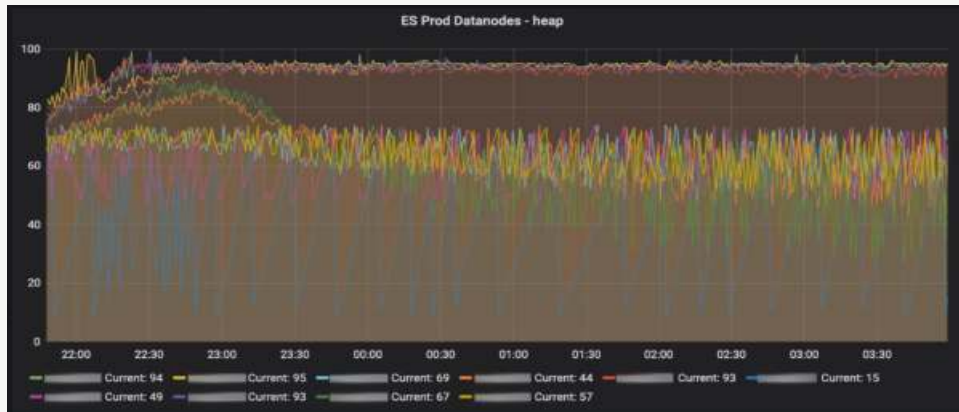 ES Prod Datanodes - heap
100
80
60
40
20
0
22:00 22:30 23:00 23:30 00:00 00:30 01:00 01:30 02:00 02:30 03:00 03:30
Current: 94 Current: 95 Current: 69 Current: 44 Current: 93 Current: 15
Current: 49 Current: 93 Current: 67 Current: 57